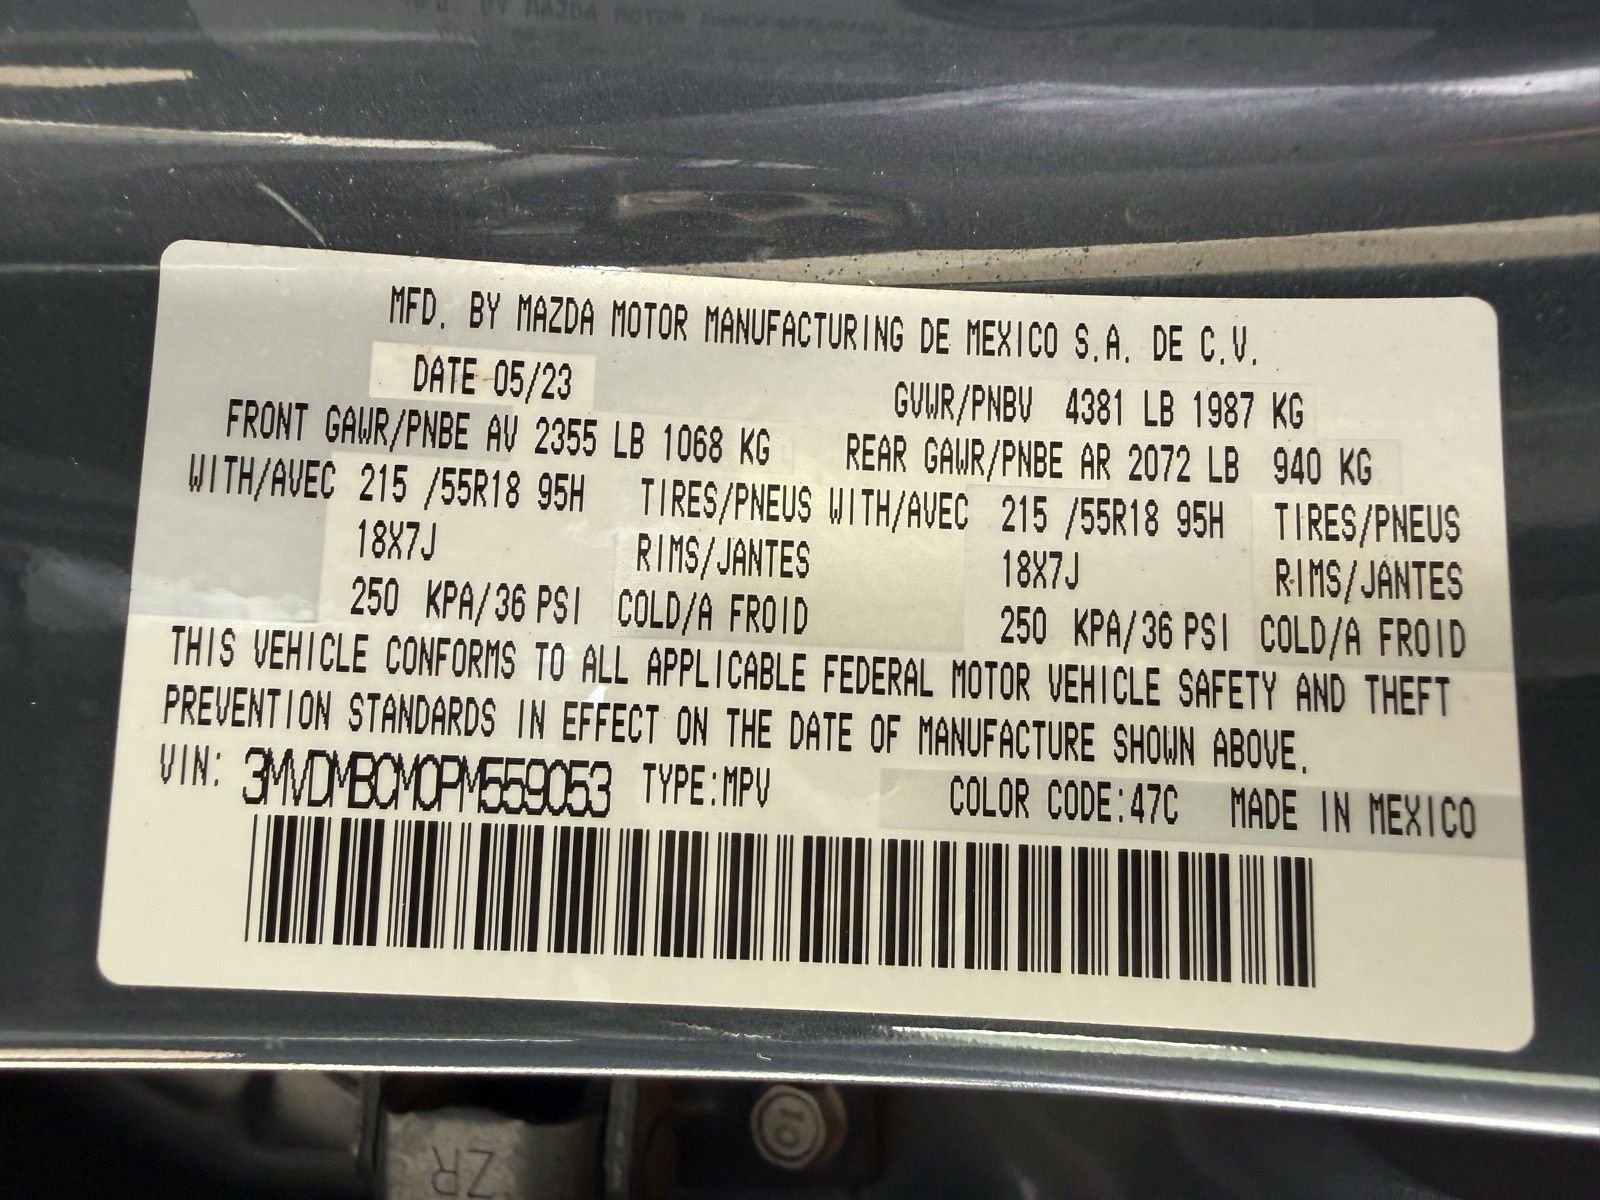 MFD. BY MAZDA MOTOR MANUFACTURING DE MEXICO S.A. DE C.V.
DATE 05/23 GVWR/PNBV 4381 LB 1987 KG
FRONT GAWR/PNBE AV 2355 LB 1068 KG REAR GAWR/PNBE AR 2072 LB 940 KG
WITH/AVEC 215 /55R18 95H TIRES/PNEUS WITH/AVEC 215 /55R18 95H TIRES/PNEUS
18X7J RIMS/JANTES 18X7J RIMS/JANTES
250 KPA/36 PSI COLD/A FROID 250 KPA/36 PSI COLD/A FROID
THIS VEHICLE CONFORMS TO ALL APPLICABLE FEDERAL MOTOR VEHICLE SAFETY AND THEFT
PREVENTION STANDARDS IN EFFECT ON THE DATE OF MANUFACTURE SHOWN ABOVE.
VIN: 3MVDMBCM0PM559053 TYPE:MPV COLOR CODE:47C MADE IN MEXICO
10
ZR